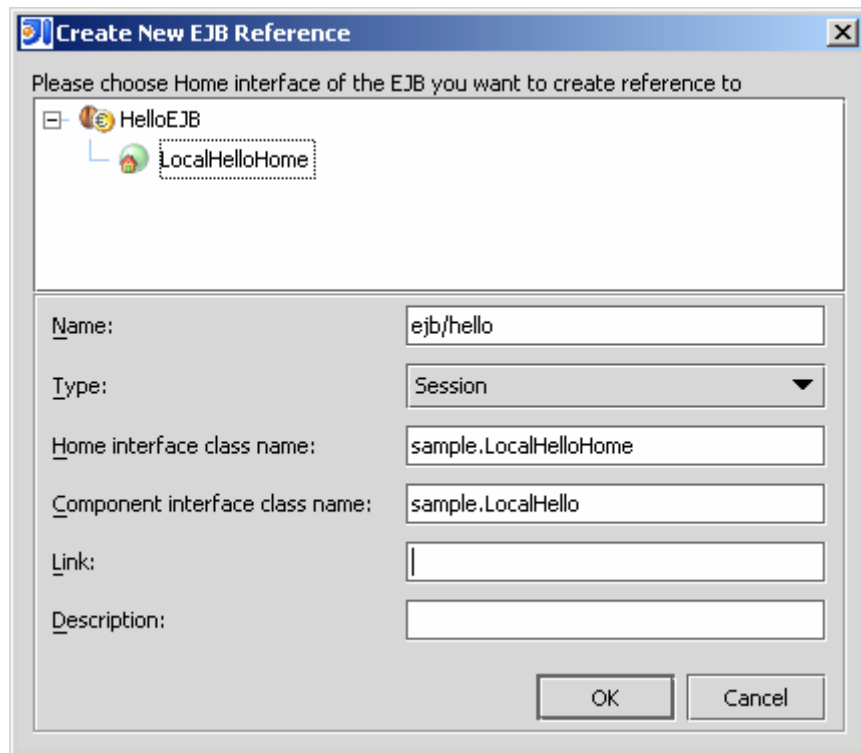 Create New EJB Reference
Please choose Home interface of the EJB you want to create reference to
HelloEJB
LocalHelloHome
Name: ejb/hello
Type: Session
Home interface class name: sample.LocalHelloHome
Component interface class name: sample.LocalHello
Link:
Description:
OK Cancel